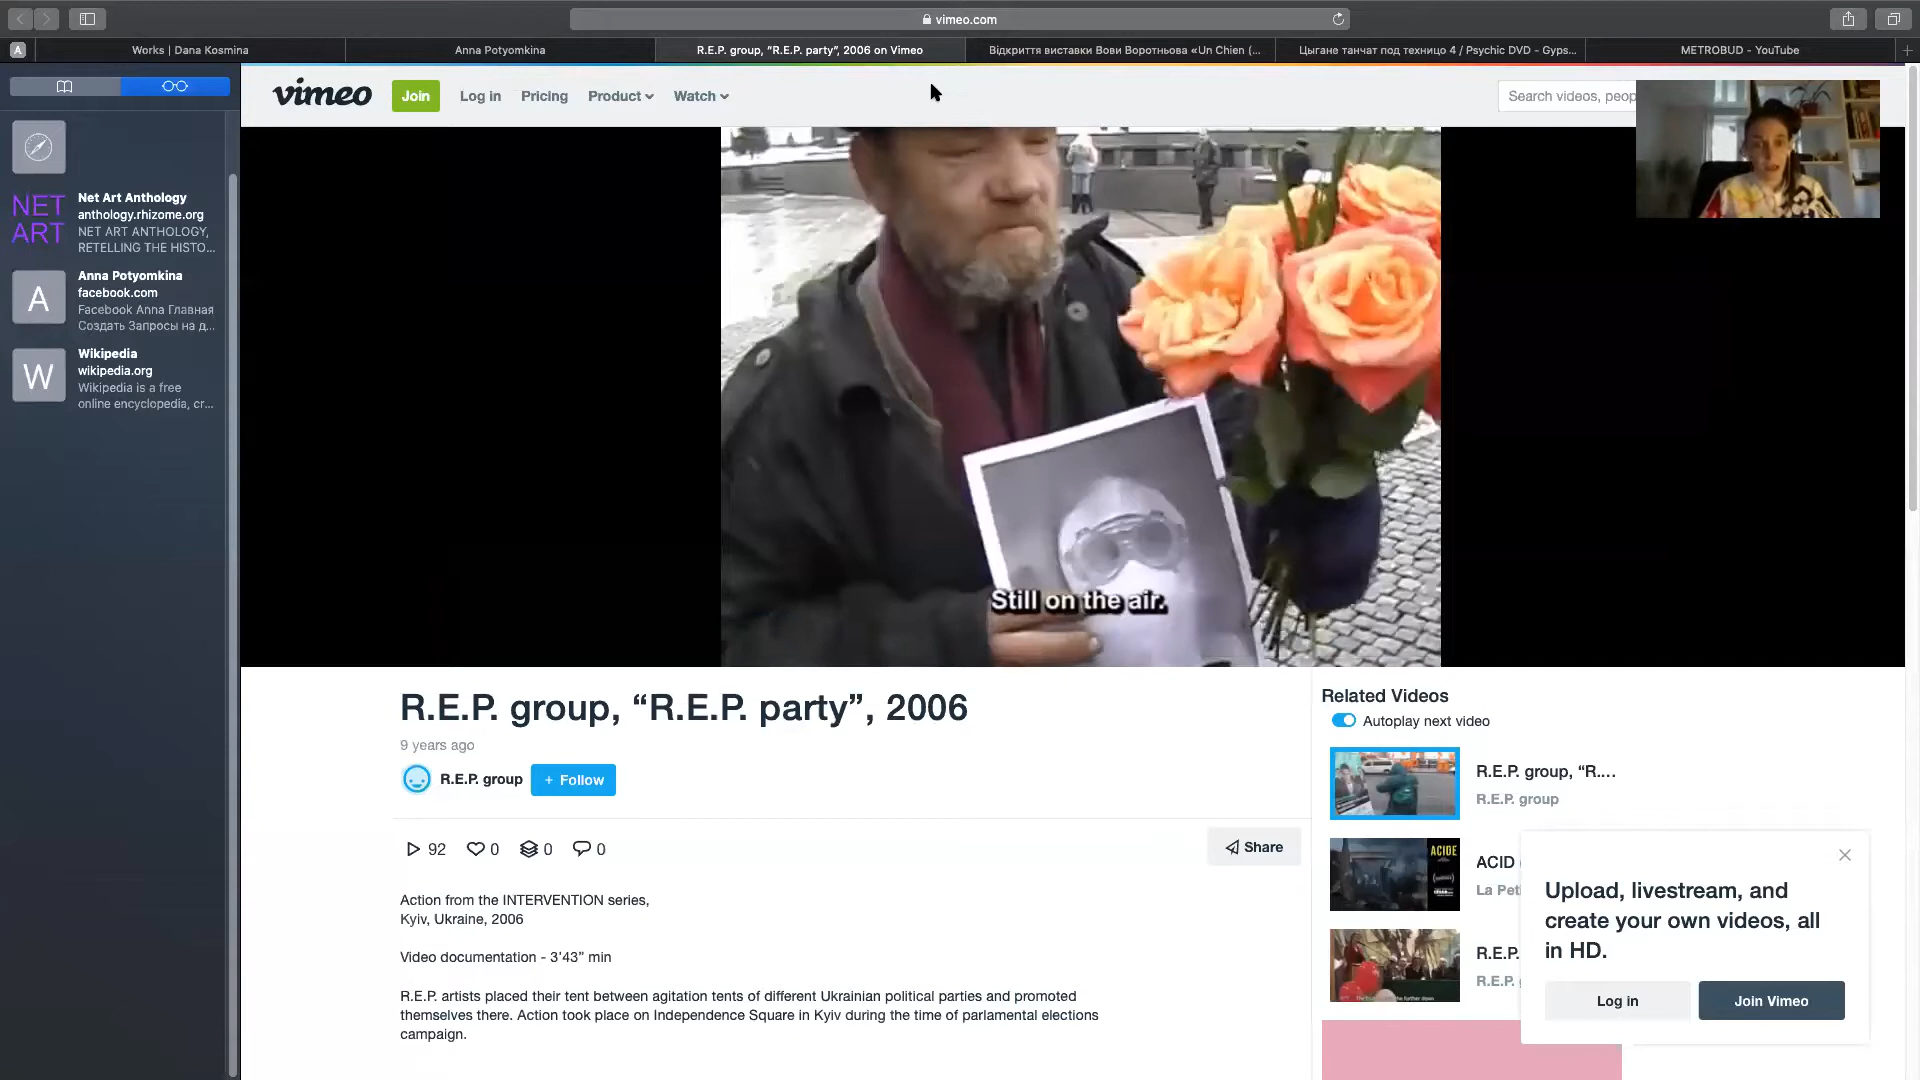 vimeo.com
A
Works | Dana Kosmina
Anna Potyomkina
R.E.P. group, “R.E.P. party”, 2006 on Vimeo
Відкриття виставки Вови Воротньова «Un Chien (...
Цыгане танчат под техницо 4 / Psychic DVD - Gyps...
METROBUD - YouTube
vimeo
Join
Log in
Pricing
Product
Watch
Search videos, peop
NET
ART
Net Art Anthology
anthology.rhizome.org
NET ART ANTHOLOGY,
RETELLING THE HISTO...
A
Anna Potyomkina
facebook.com
Facebook Anna Главная
Создать Запросы на д...
W
Wikipedia
wikipedia.org
Wikipedia is a free
online encyclopedia, cr...
Still on the air.
R.E.P. group, “R.E.P. party”, 2006
9 years ago
R.E.P. group
+ Follow
92
0
0
0
Share
Action from the INTERVENTION series,
Kyiv, Ukraine, 2006
Video documentation - 3’43” min
R.E.P. artists placed their tent between agitation tents of different Ukrainian political parties and promoted
themselves there. Action took place on Independence Square in Kyiv during the time of parlamental elections
campaign.
Related Videos
Autoplay next video
R.E.P. group, “R....
R.E.P. group
ACIDE
ACID
La Peti
R.E.P.
R.E.P. g
Upload, livestream, and
create your own videos, all
in HD.
Log in
Join Vimeo